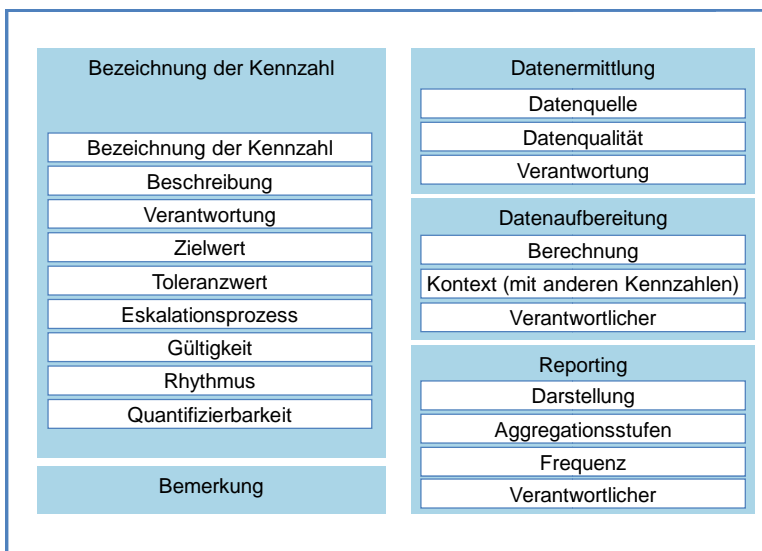 Bezeichnung der Kennzahl
Bezeichnung der Kennzahl
Beschreibung
Verantwortung
Zielwert
Toleranzwert
Eskalationsprozess
Gültigkeit
Rhythmus
Quantifizierbarkeit
Bemerkung
Datenermittlung
Datenquelle
Datenqualität
Verantwortung
Datenaufbereitung
Berechnung
Kontext (mit anderen Kennzahlen)
Verantwortlicher
Reporting
Darstellung
Aggregationsstufen
Frequenz
Verantwortlicher